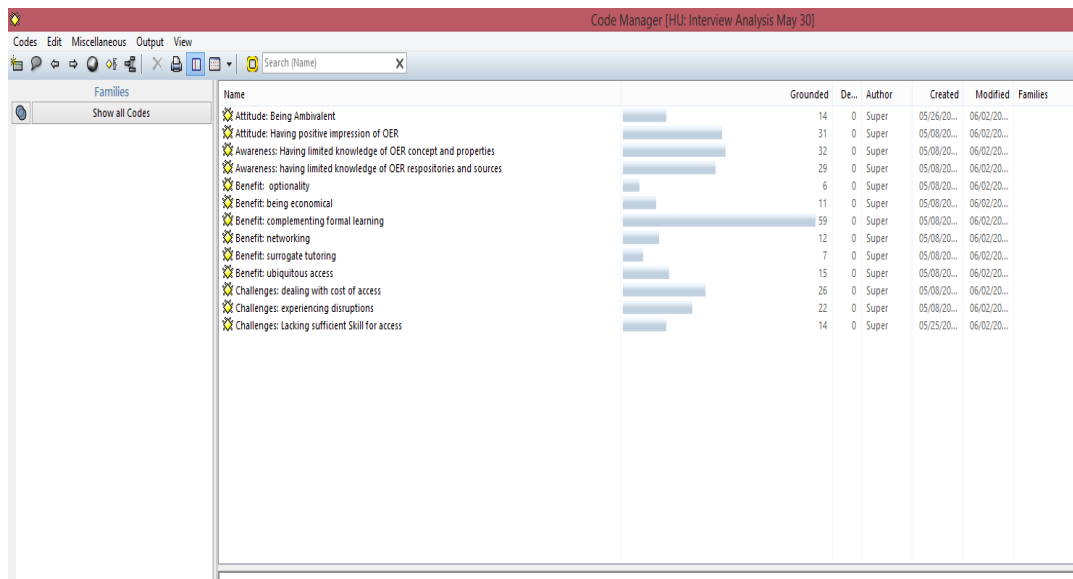 Code Manager [HU: Interview Analysis May 30]
Codes Edit Miscellaneous Output View
Search (Name) X
Families
Show all Codes
Name Grounded De... Author Created Modified Families
Attitude: Being Ambivalent 14 0 Super 05/26/20... 06/02/20...
Attitude: Having positive impression of OER 31 0 Super 05/08/20... 06/02/20...
Awareness: Having limited knowledge of OER concept and properties 32 0 Super 05/08/20... 06/02/20...
Awareness: having limited knowledge of OER respositories and sources 29 0 Super 05/08/20... 06/02/20...
Benefit: optionality 6 0 Super 05/08/20... 06/02/20...
Benefit: being economical 11 0 Super 05/08/20... 06/02/20...
Benefit: complementing formal learning 59 0 Super 05/08/20... 06/02/20...
Benefit: networking 12 0 Super 05/08/20... 06/02/20...
Benefit: surrogate tutoring 7 0 Super 05/08/20... 06/02/20...
Benefit: ubiquitous access 15 0 Super 05/08/20... 06/02/20...
Challenges: dealing with cost of access 26 0 Super 05/08/20... 06/02/20...
Challenges: experiencing disruptions 22 0 Super 05/08/20... 06/02/20...
Challenges: Lacking sufficient Skill for access 14 0 Super 05/25/20... 06/02/20...